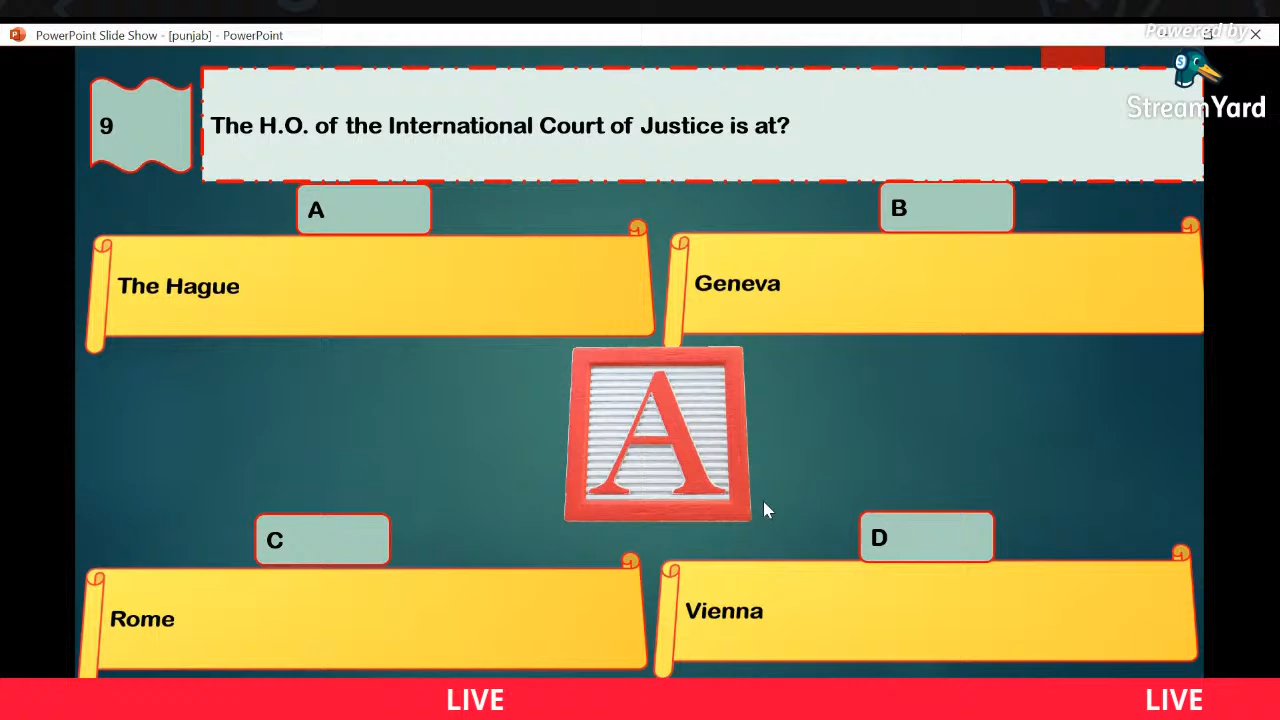 PowerPoint Slide Show - [punjab] - PowerPoint
Powered by
StreamYard
9
The H.O. of the International Court of Justice is at?
A
B
The Hague
Geneva
A
C
D
Rome
Vienna
LIVE
LIVE